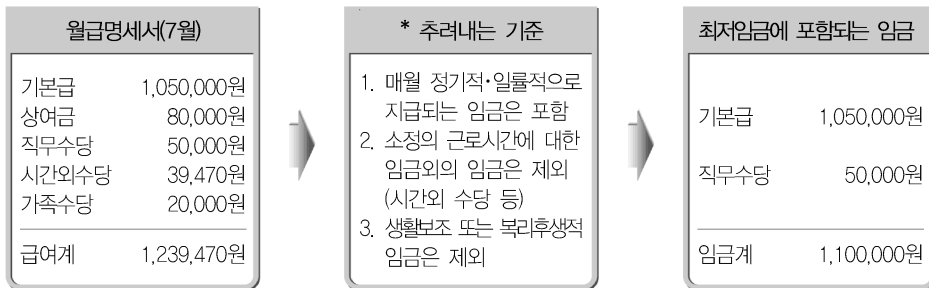 월급명세서(7월)
기본급 1,050,000원
상여금 80,000원
직무수당 50,000원
시간외수당 39,470원
가족수당 20,000원
급여계 1,239,470원
* 추려내는 기준
1. 매월 정기적·일률적으로
지급되는 임금은 포함
2. 소정의 근로시간에 대한
임금외의 임금은 제외
(시간외 수당 등)
3. 생활보조 또는 복리후생적
임금은 제외
최저임금에 포함되는 임금
기본급 1,050,000원
직무수당 50,000원
임금계 1,100,000원